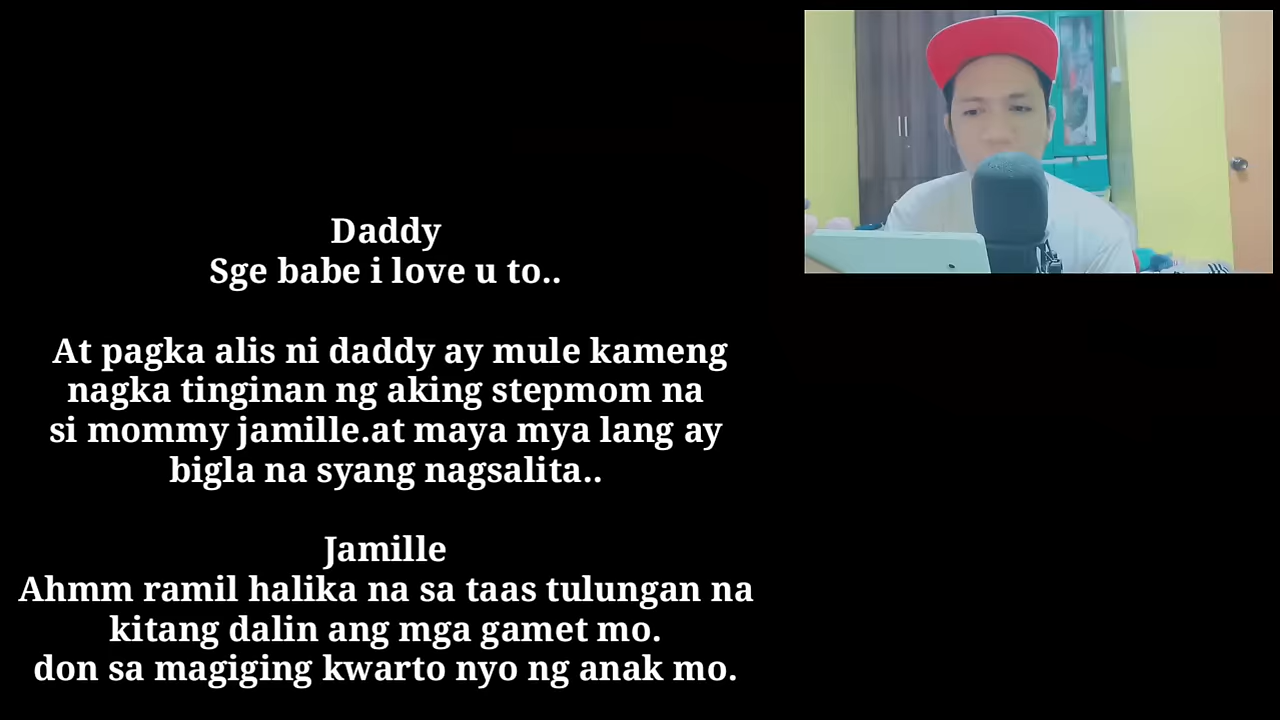 Daddy
Sge babe i love u to..
At pagka alis ni daddy ay mule kameng
nagka tinginan ng aking stepmom na
si mommy jamille.at maya mya lang ay
bigla na syang nagsalita..
Jamille
Ahmm ramil halika na sa taas tulungan na
kitang dalin ang mga gamet mo.
don sa magiging kwarto nyo ng anak mo.